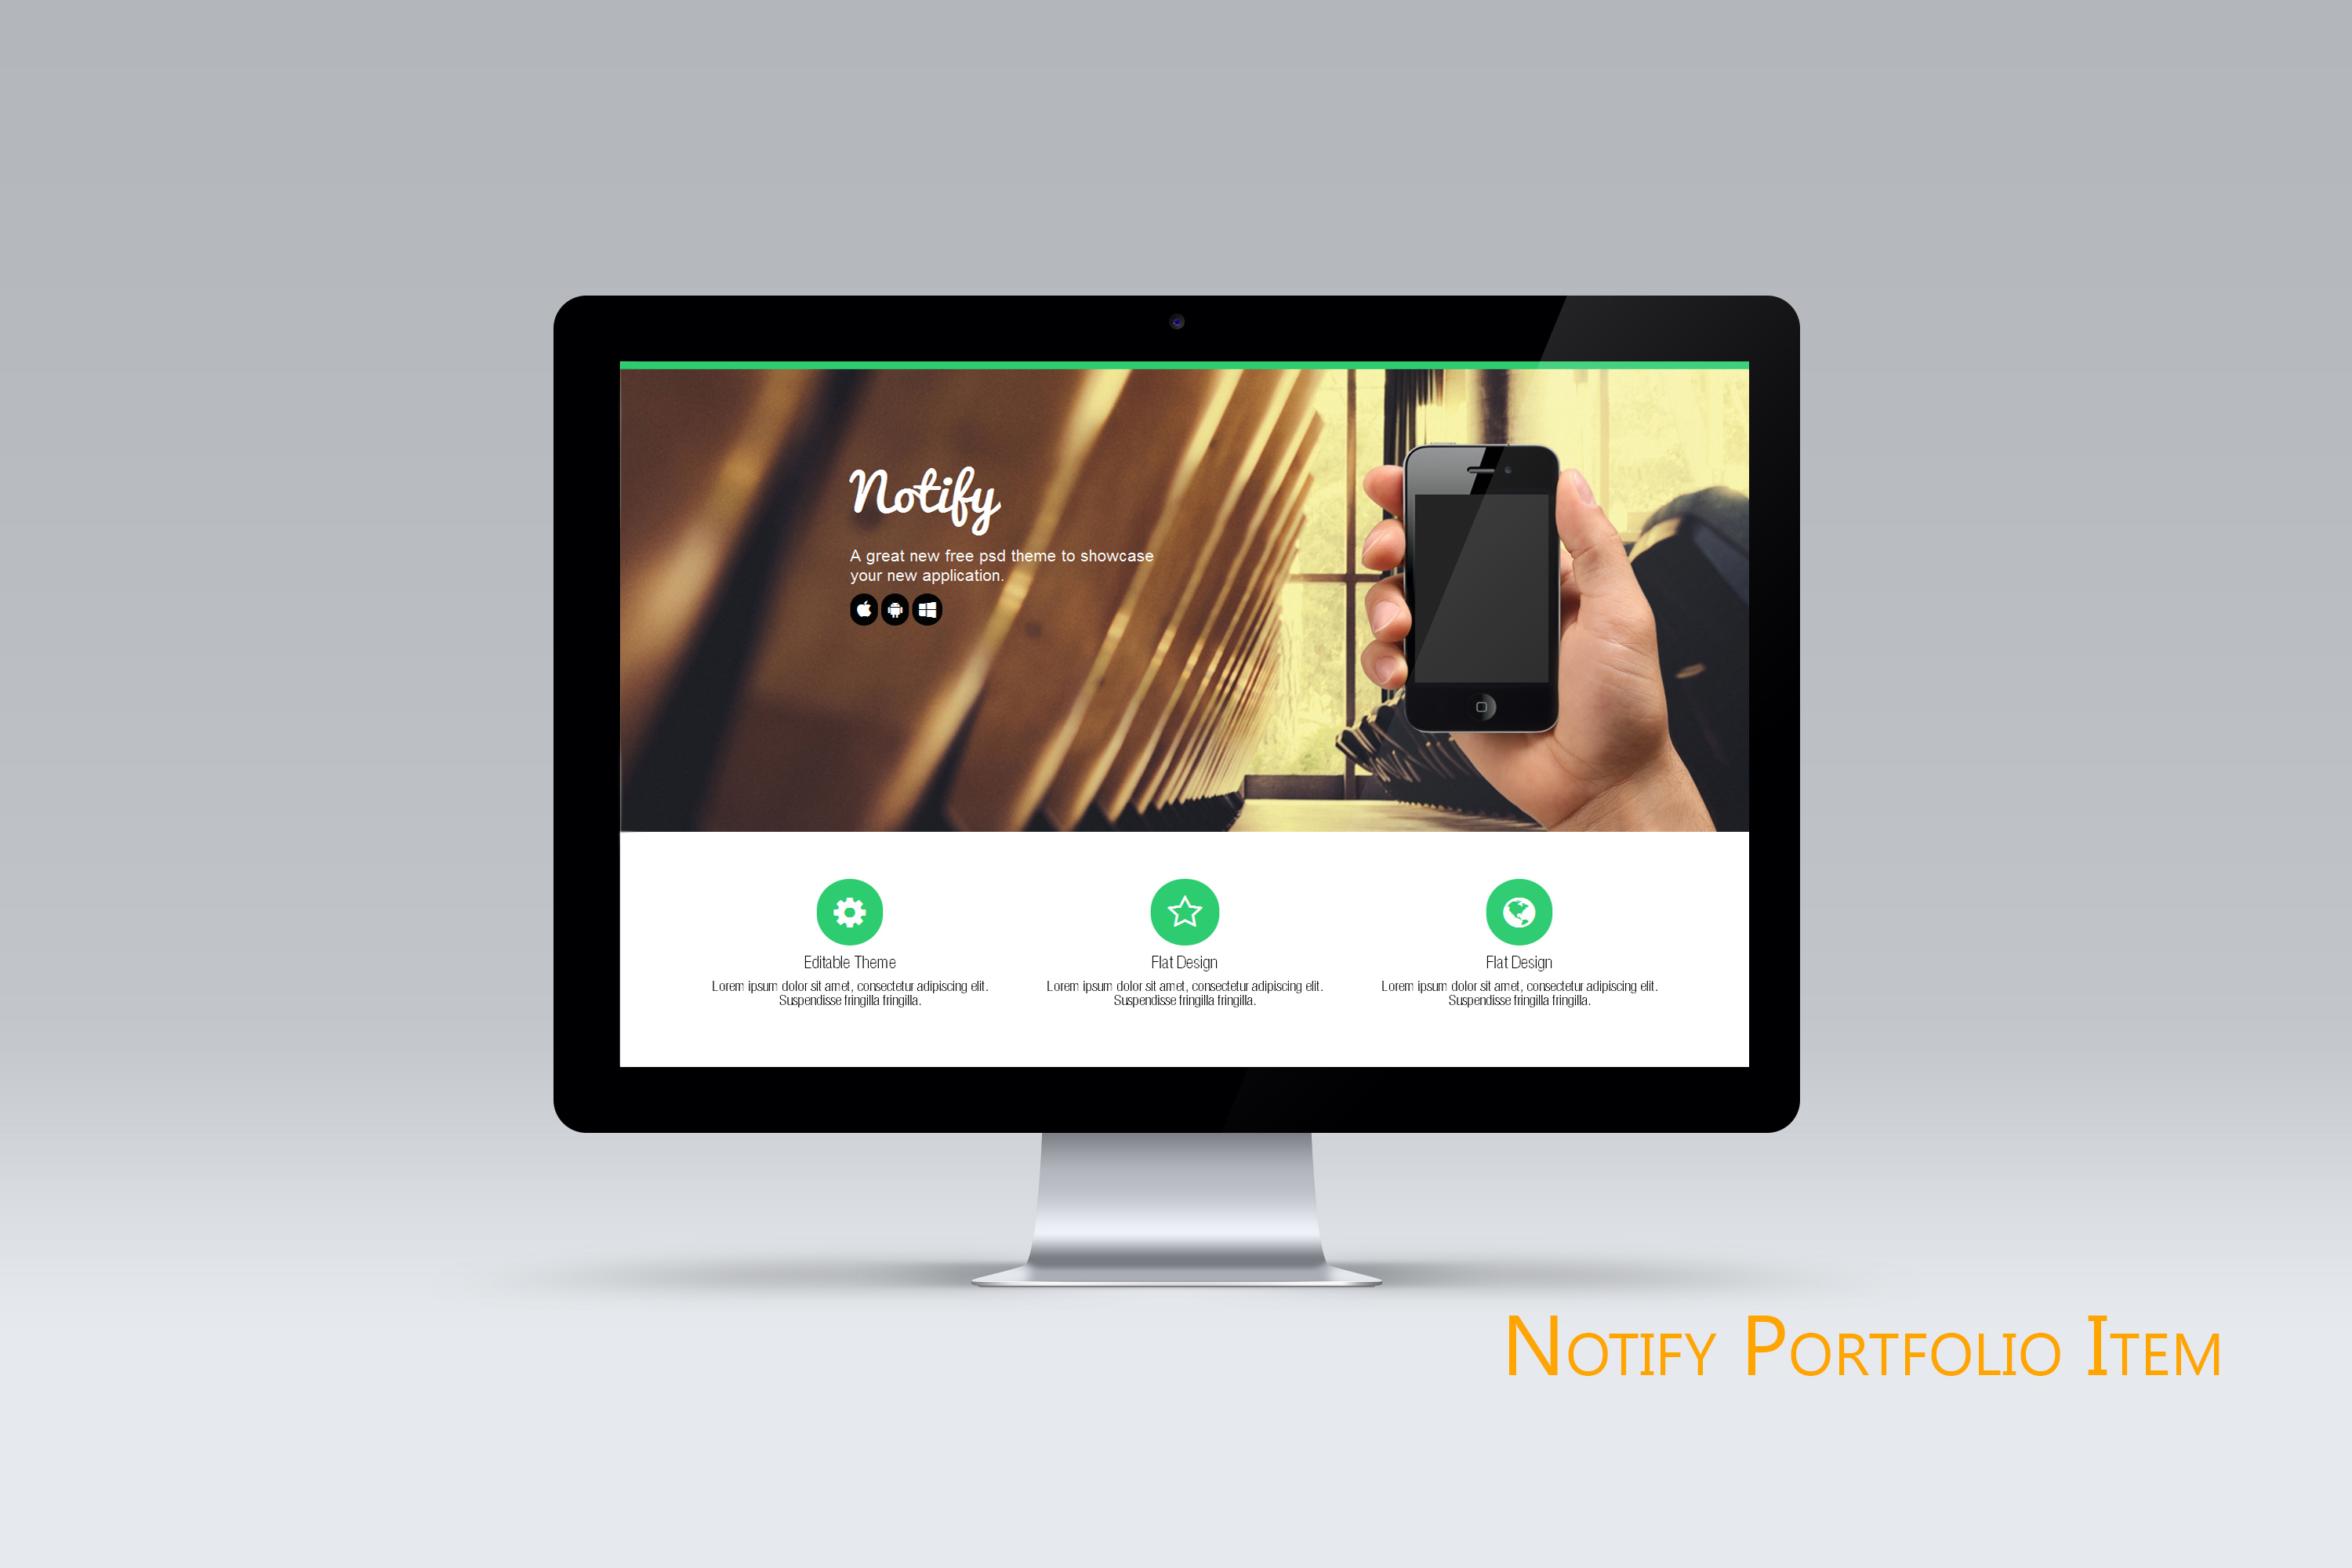 Notify
A great new free psd theme to showcase
your new application.
Editable Theme
Lorem ipsum dolor sit amet, consectetur adipiscing elit.
Suspendisse fringilla fringilla.
Flat Design
Lorem ipsum dolor sit amet, consectetur adipiscing elit.
Suspendisse fringilla fringilla.
Flat Design
Lorem ipsum dolor sit amet, consectetur adipiscing elit.
Suspendisse fringilla fringilla.
Notify Portfolio Item